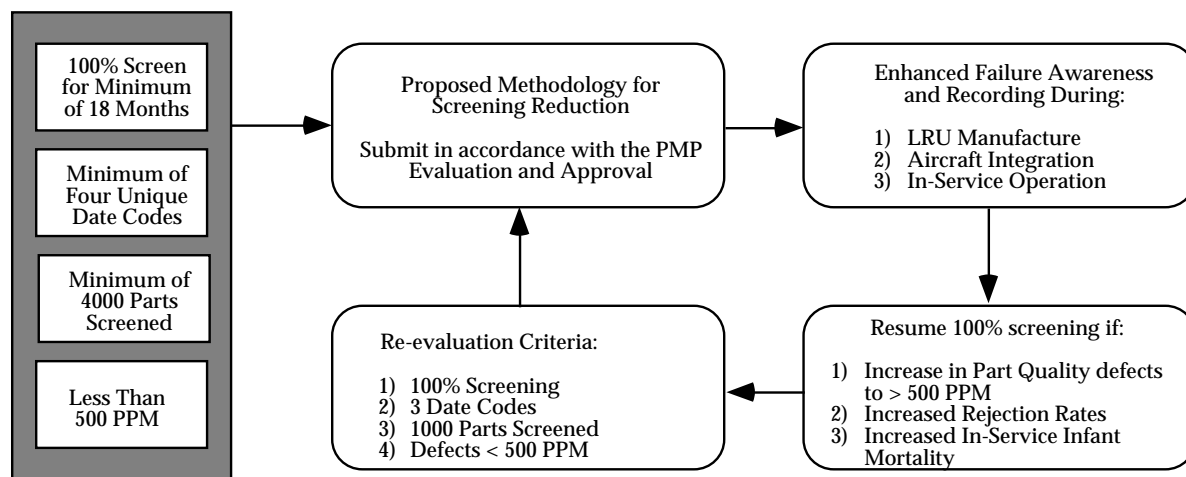 100% Screen
for Minimum
of 18 Months
Minimum of
Four Unique
Date Codes
Minimum of
4000 Parts
Screened
Less Than
500 PPM
Proposed Methodology for
Screening Reduction
Submit in accordance with the PMP
Evaluation and Approval
Enhanced Failure Awareness
and Recording During:
1) LRU Manufacture
2) Aircraft Integration
3) In-Service Operation
Resume 100% screening if:
1) Increase in Part Quality defects
to > 500 PPM
2) Increased Rejection Rates
3) Increased In-Service Infant
Mortality
Re-evaluation Criteria:
1) 100% Screening
2) 3 Date Codes
3) 1000 Parts Screened
4) Defects < 500 PPM